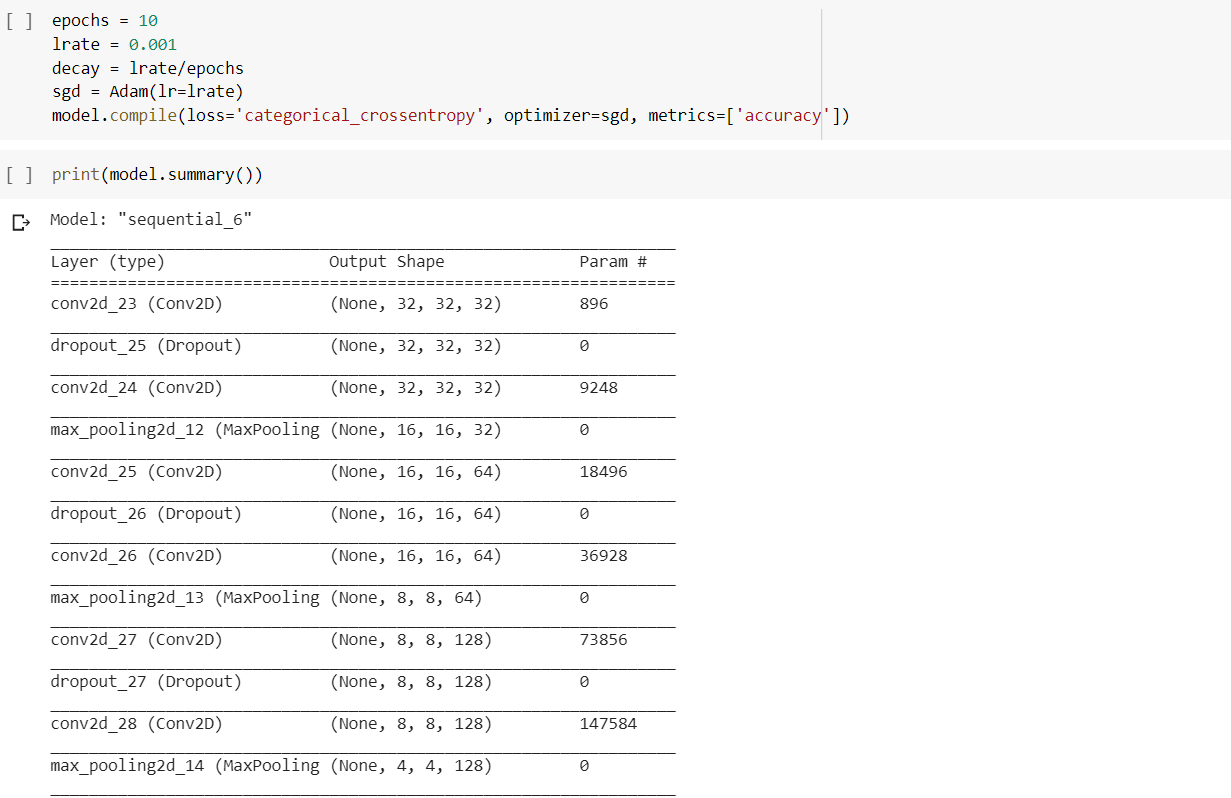 [ ] epochs = 10
lrate = 0.001
decay = lrate/epochs
sgd = Adam(lr=lrate)
model.compile(loss='categorical_crossentropy', optimizer=sgd, metrics=['accuracy'])
[ ] print(model.summary())
Model: "sequential_6"
_________________________________________________________________
Layer (type)                 Output Shape              Param #
=================================================================
conv2d_23 (Conv2D)           (None, 32, 32, 32)        896
_________________________________________________________________
dropout_25 (Dropout)         (None, 32, 32, 32)        0
_________________________________________________________________
conv2d_24 (Conv2D)           (None, 32, 32, 32)        9248
_________________________________________________________________
max_pooling2d_12 (MaxPooling (None, 16, 16, 32)        0
_________________________________________________________________
conv2d_25 (Conv2D)           (None, 16, 16, 64)        18496
_________________________________________________________________
dropout_26 (Dropout)         (None, 16, 16, 64)        0
_________________________________________________________________
conv2d_26 (Conv2D)           (None, 16, 16, 64)        36928
_________________________________________________________________
max_pooling2d_13 (MaxPooling (None, 8, 8, 64)          0
_________________________________________________________________
conv2d_27 (Conv2D)           (None, 8, 8, 128)         73856
_________________________________________________________________
dropout_27 (Dropout)         (None, 8, 8, 128)         0
_________________________________________________________________
conv2d_28 (Conv2D)           (None, 8, 8, 128)         147584
_________________________________________________________________
max_pooling2d_14 (MaxPooling (None, 4, 4, 128)         0
_________________________________________________________________